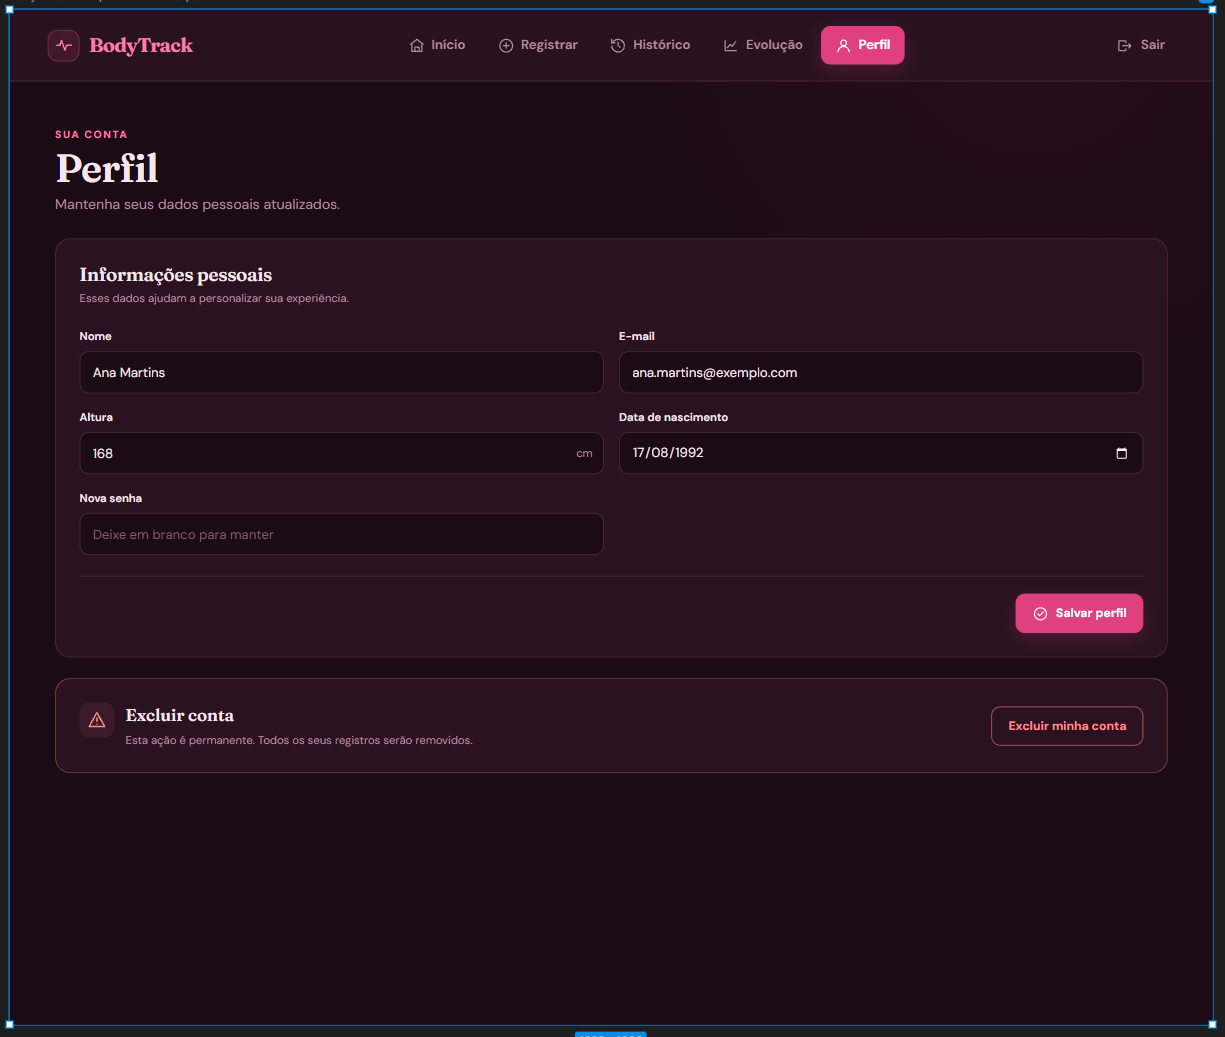 BodyTrack
Início
Registrar
Histórico
Evolução
Perfil
Sair
SUA CONTA
Perfil
Mantenha seus dados pessoais atualizados.
Informações pessoais
Esses dados ajudam a personalizar sua experiência.
Nome
E-mail
Ana Martins
ana.martins@exemplo.com
Altura
Data de nascimento
168 cm
17/08/1992
Nova senha
Deixe em branco para manter
Salvar perfil
Excluir conta
Esta ação é permanente. Todos os seus registros serão removidos.
Excluir minha conta